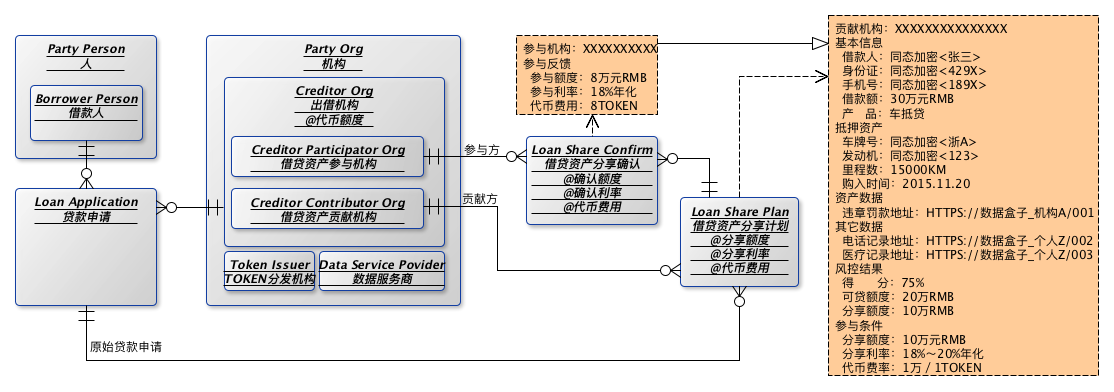 Party Person
人
Borrower Person
借款人
Loan Application
贷款申请
原始贷款申请
Party Org
机构
Creditor Org
出借机构
@代币额度
Creditor Participator Org
借贷资产参与机构
Creditor Contributor Org
借贷资产贡献机构
Token Issuer
TOKEN分发机构
Data Service Povider
数据服务商
参与方
贡献方
参与机构：XXXXXXXXXX
参与反馈
参与额度：8万元RMB
参与利率：18%年化
代币费用：8TOKEN
Loan Share Confirm
借贷资产分享确认
@确认额度
@确认利率
@代币费用
Loan Share Plan
借贷资产分享计划
@分享额度
@分享利率
@代币费用
贡献机构：XXXXXXXXXXXXXXX
基本信息
借款人：同态加密<张三>
身份证：同态加密<429X>
手机号：同态加密<189X>
借款额：30万元RMB
产 品：车抵贷
抵押资产
车牌号：同态加密<浙A>
发动机：同态加密<123>
里程数：15000KM
购入时间：2015.11.20
资产数据
违章罚款地址：HTTPS://数据盒子_机构A/001
其它数据
电话记录地址：HTTPS://数据盒子_个人Z/002
医疗记录地址：HTTPS://数据盒子_个人Z/003
风控结果
得 分：75%
可贷额度：20万RMB
分享额度：10万RMB
参与条件
分享额度：10万元RMB
分享利率：18%～20%年化
代币费率：1万 / 1TOKEN